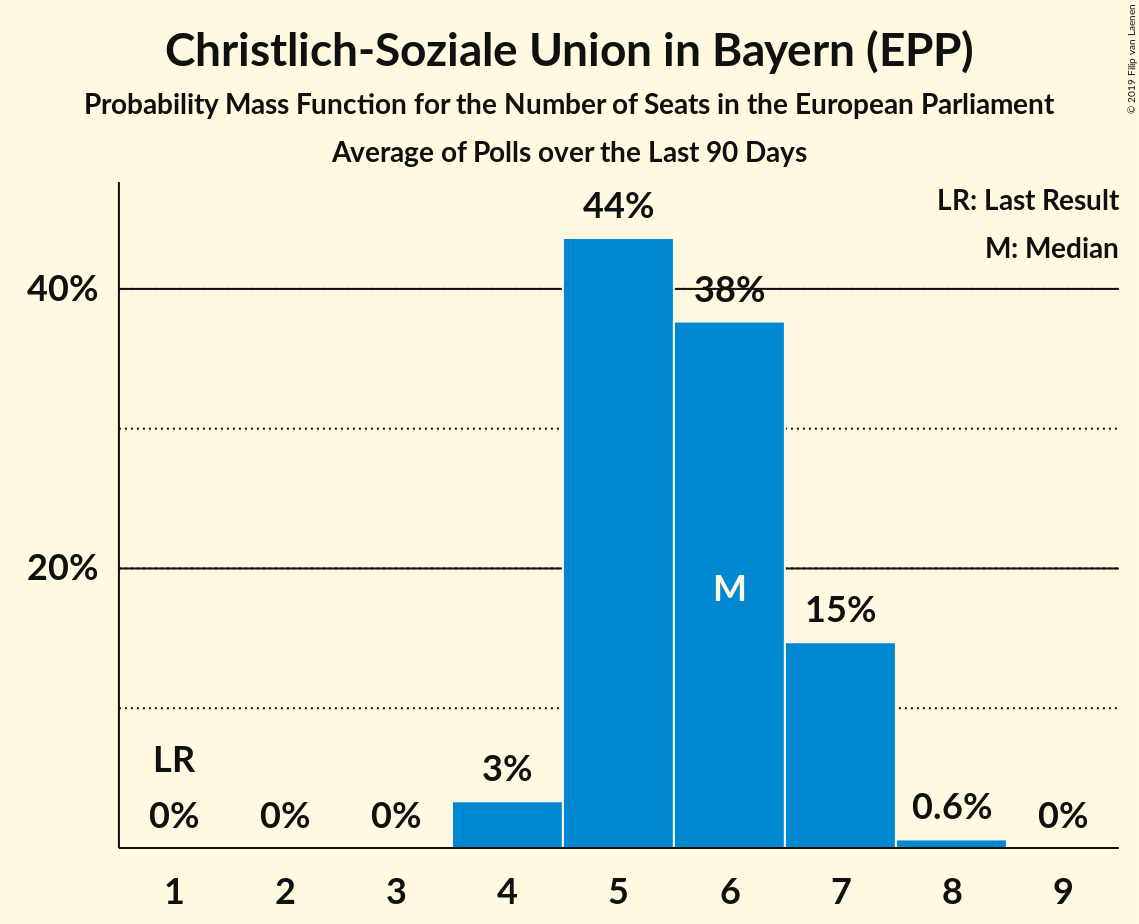 Christlich-Soziale Union in Bayern (EPP)
Probability Mass Function for the Number of Seats in the European Parliament
Average of Polls over the Last 90 Days
© 2019 Filip van Laenen
LR: Last Result
M: Median
44%
40%
38%
20%
M
15%
LR
3%
0%
0%
0%
0.6%
0%
1 2 3 4 5 6 7 8 9